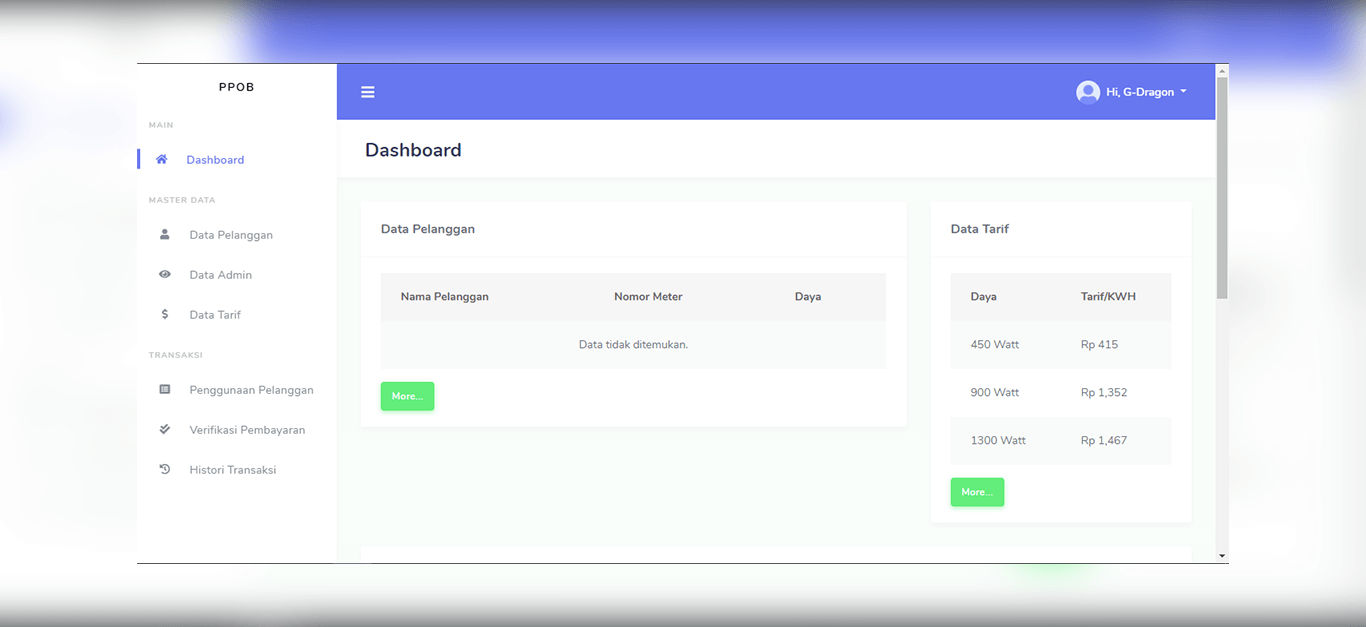 PPOB
MAIN
Dashboard
MASTER DATA
Data Pelanggan
Data Admin
Data Tarif
TRANSAKSI
Penggunaan Pelanggan
Verifikasi Pembayaran
Histori Transaksi
Hi, G-Dragon
Dashboard
Data Pelanggan
Nama Pelanggan Nomor Meter Daya
Data tidak ditemukan.
More...
Data Tarif
Daya Tarif/KWH
450 Watt Rp 415
900 Watt Rp 1,352
1300 Watt Rp 1,467
More...